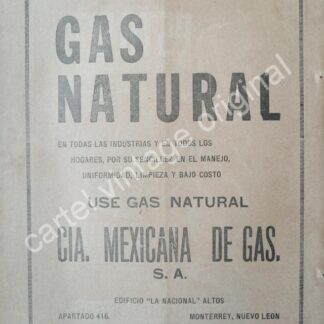 GAS
NATURAL
EN TODAS LAS INDUSTRIAS Y EN TODOS LOS
HOGARES, POR SU SENCILLEZ EN EL MANEJO,
UNIFORMIDAD, LIMPIEZA Y BAJO COSTO
USE GAS NATURAL
CIA. MEXICANA DE GAS.
S. A.
EDIFICIO "LA NACIONAL" ALTOS
APARTADO 416. MONTERREY, NUEVO LEON
cartel vintage original